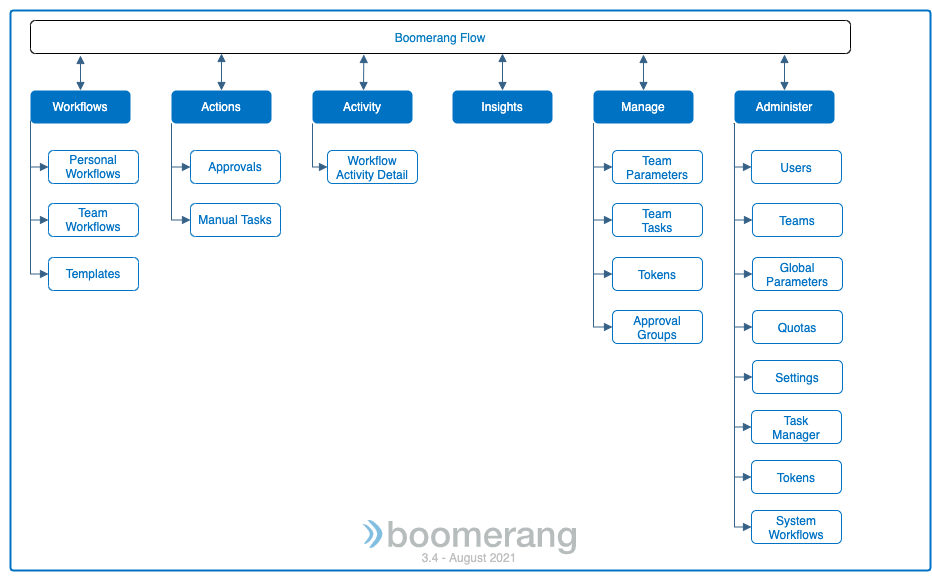 Boomerang Flow
Workflows
Actions
Activity
Insights
Manage
Administer
Personal
Workflows
Team
Workflows
Templates
Approvals
Manual Tasks
Workflow
Activity Detail
Team
Parameters
Team
Tasks
Tokens
Approval
Groups
Users
Teams
Global
Parameters
Quotas
Settings
Task
Manager
Tokens
System
Workflows
boomerang
3.4 - August 2021